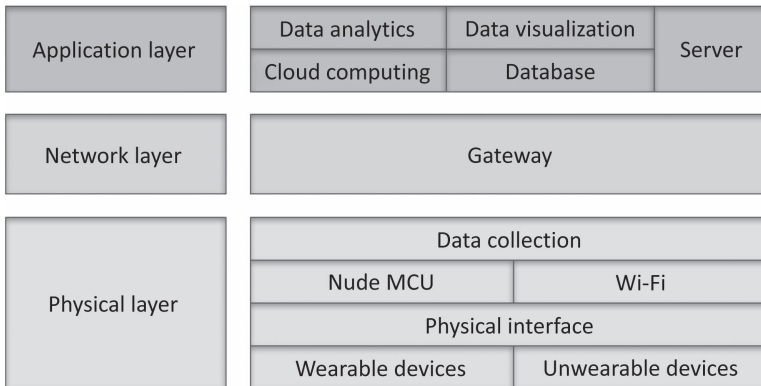 Application layer
Data analytics
Data visualization
Server
Cloud computing
Database
Network layer
Gateway
Physical layer
Data collection
Nude MCU
Wi-Fi
Physical interface
Wearable devices
Unwearable devices